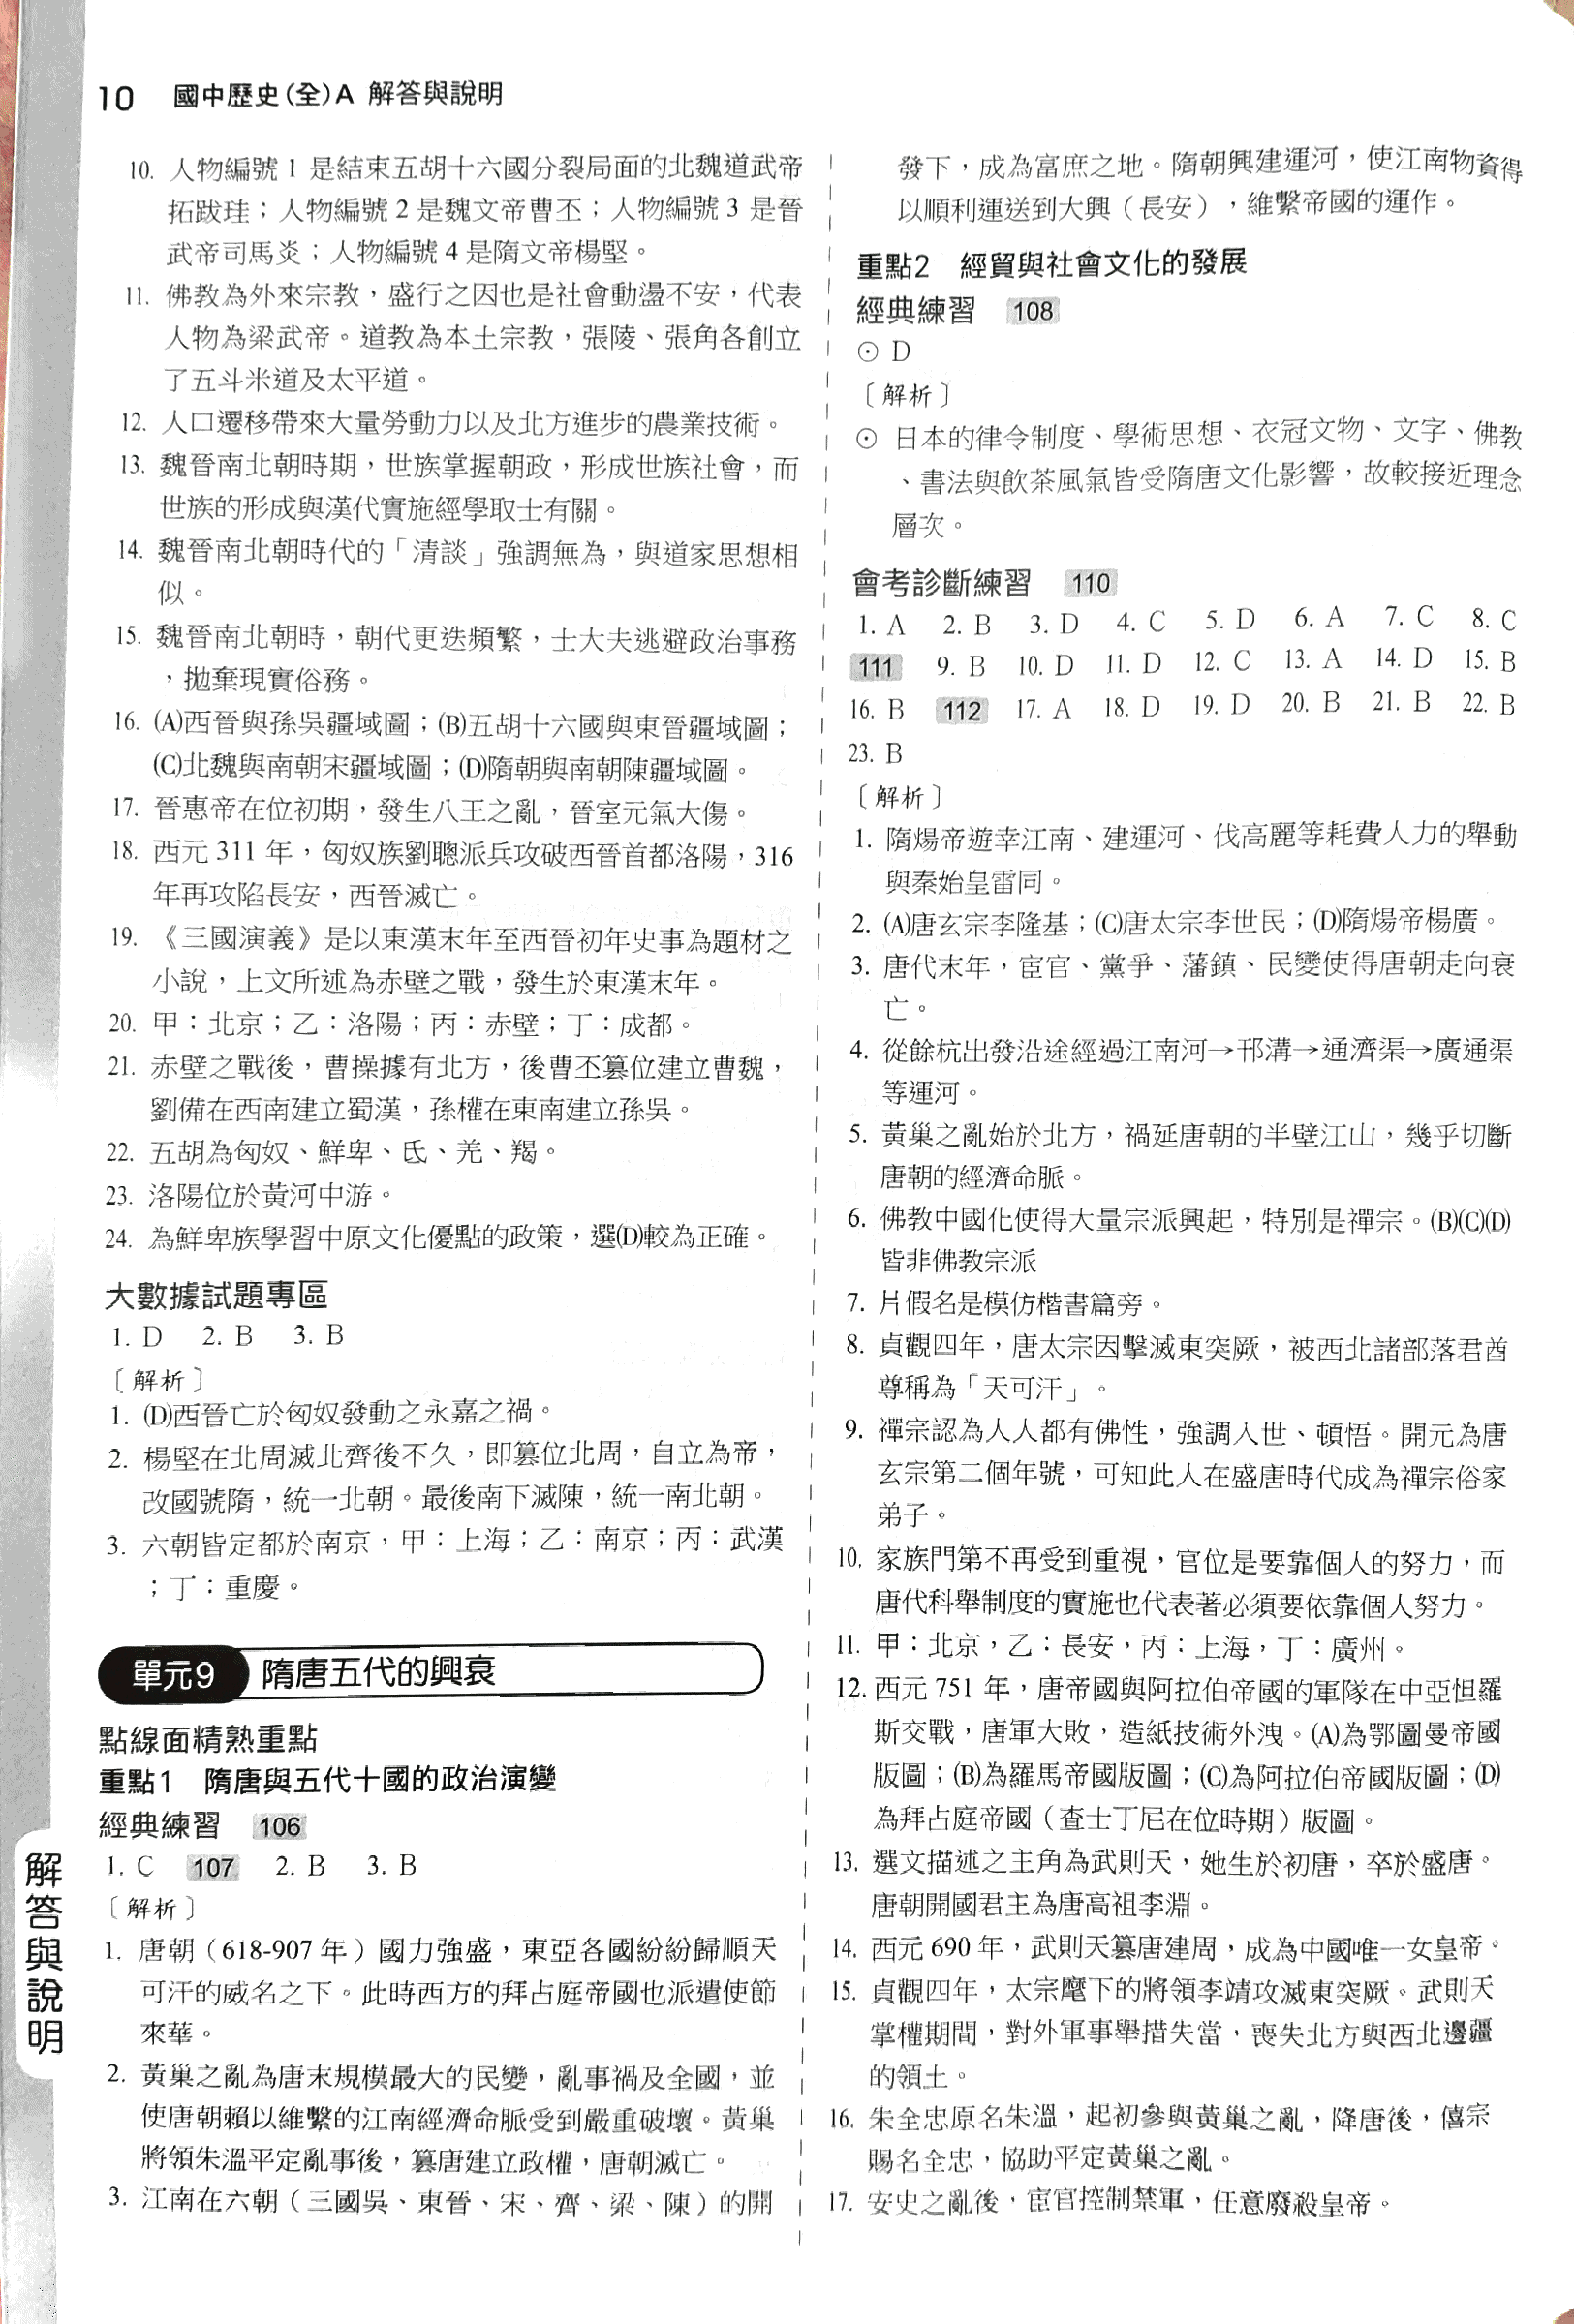 10 國中歷史(全)A 解答與說明
10. 人物編號 1 是結束五胡十六國分裂局面的北魏道武帝
拓跋珪；人物編號 2 是魏文帝曹丕；人物編號 3 是晉
武帝司馬炎；人物編號 4 是隋文帝楊堅。
11. 佛教為外來宗教，盛行之因也是社會動盪不安，代表
人物為梁武帝。道教為本土宗教，張陵、張角各創立
了五斗米道及太平道。
12. 人口遷移帶來大量勞動力以及北方進步的農業技術。
13. 魏晉南北朝時期，世族掌握朝政，形成世族社會，而
世族的形成與漢代實施經學取士有關。
14. 魏晉南北朝時代的「清談」強調無為，與道家思想相
似。
15. 魏晉南北朝時，朝代更迭頻繁，士大夫逃避政治事務
，拋棄現實俗務。
16. (A)西晉與孫吳疆域圖；(B)五胡十六國與東晉疆域圖；
(C)北魏與南朝宋疆域圖；(D)隋朝與南朝陳疆域圖。
17. 晉惠帝在位初期，發生八王之亂，晉室元氣大傷。
18. 西元 311 年，匈奴族劉聰派兵攻破西晉首都洛陽，316
年再攻陷長安，西晉滅亡。
19. 《三國演義》是以東漢末年至西晉初年史事為題材之
小說，上文所述為赤壁之戰，發生於東漢末年。
20. 甲：北京；乙：洛陽；丙：赤壁；丁：成都。
21. 赤壁之戰後，曹操據有北方，後曹丕篡位建立曹魏，
劉備在西南建立蜀漢，孫權在東南建立孫吳。
22. 五胡為匈奴、鮮卑、氐、羌、羯。
23. 洛陽位於黃河中游。
24. 為鮮卑族學習中原文化優點的政策，選(D)較為正確。
大數據試題專區
1. D 2. B 3. B
〔解析〕
1. (D)西晉亡於匈奴發動之永嘉之禍。
2. 楊堅在北周滅北齊後不久，即篡位北周，自立為帝，
改國號隋，統一北朝。最後南下滅陳，統一南北朝。
3. 六朝皆定都於南京，甲：上海；乙：南京；丙：武漢
；丁：重慶。
單元9 隋唐五代的興衰
點線面精熟重點
重點1 隋唐與五代十國的政治演變
經典練習 106
1. C 107 2. B 3. B
〔解析〕
1. 唐朝（618-907 年）國力強盛，東亞各國紛紛歸順天
可汗的威名之下。此時西方的拜占庭帝國也派遣使節
來華。
2. 黃巢之亂為唐末規模最大的民變，亂事禍及全國，並
使唐朝賴以維繫的江南經濟命脈受到嚴重破壞。黃巢
將領朱溫平定亂事後，篡唐建立政權，唐朝滅亡。
3. 江南在六朝（三國吳、東晉、宋、齊、梁、陳）的開
發下，成為富庶之地。隋朝興建運河，使江南物資得
以順利運送到大興（長安），維繫帝國的運作。
重點2 經貿與社會文化的發展
經典練習 108
⊙ D
〔解析〕
⊙ 日本的律令制度、學術思想、衣冠文物、文字、佛教
、書法與飲茶風氣皆受隋唐文化影響，故較接近理念
層次。
會考診斷練習 110
1. A 2. B 3. D 4. C 5. D 6. A 7. C 8. C
111 9. B 10. D 11. D 12. C 13. A 14. D 15. B
16. B 112 17. A 18. D 19. D 20. B 21. B 22. B
23. B
〔解析〕
1. 隋煬帝遊幸江南、建運河、伐高麗等耗費人力的舉動
與秦始皇雷同。
2. (A)唐玄宗李隆基；(C)唐太宗李世民；(D)隋煬帝楊廣。
3. 唐代末年，宦官、黨爭、藩鎮、民變使得唐朝走向衰
亡。
4. 從餘杭出發沿途經過江南河→邗溝→通濟渠→廣通渠
等運河。
5. 黃巢之亂始於北方，禍延唐朝的半壁江山，幾乎切斷
唐朝的經濟命脈。
6. 佛教中國化使得大量宗派興起，特別是禪宗。(B)(C)(D)
皆非佛教宗派
7. 片假名是模仿楷書篇旁。
8. 貞觀四年，唐太宗因擊滅東突厥，被西北諸部落君酋
尊稱為「天可汗」。
9. 禪宗認為人人都有佛性，強調入世、頓悟。開元為唐
玄宗第二個年號，可知此人在盛唐時代成為禪宗俗家
弟子。
10. 家族門第不再受到重視，官位是要靠個人的努力，而
唐代科舉制度的實施也代表著必須要依靠個人努力。
11. 甲：北京，乙：長安，丙：上海，丁：廣州。
12. 西元 751 年，唐帝國與阿拉伯帝國的軍隊在中亞怛羅
斯交戰，唐軍大敗，造紙技術外洩。(A)為鄂圖曼帝國
版圖；(B)為羅馬帝國版圖；(C)為阿拉伯帝國版圖；(D)
為拜占庭帝國（查士丁尼在位時期）版圖。
13. 選文描述之主角為武則天，她生於初唐，卒於盛唐。
唐朝開國君主為唐高祖李淵。
14. 西元 690 年，武則天篡唐建周，成為中國唯一女皇帝。
15. 貞觀四年，太宗麾下的將領李靖攻滅東突厥。武則天
掌權期間，對外軍事舉措失當，喪失北方與西北邊疆
的領土。
16. 朱全忠原名朱溫，起初參與黃巢之亂，降唐後，僖宗
賜名全忠，協助平定黃巢之亂。
17. 安史之亂後，宦官控制禁軍，任意廢殺皇帝。
解答與說明